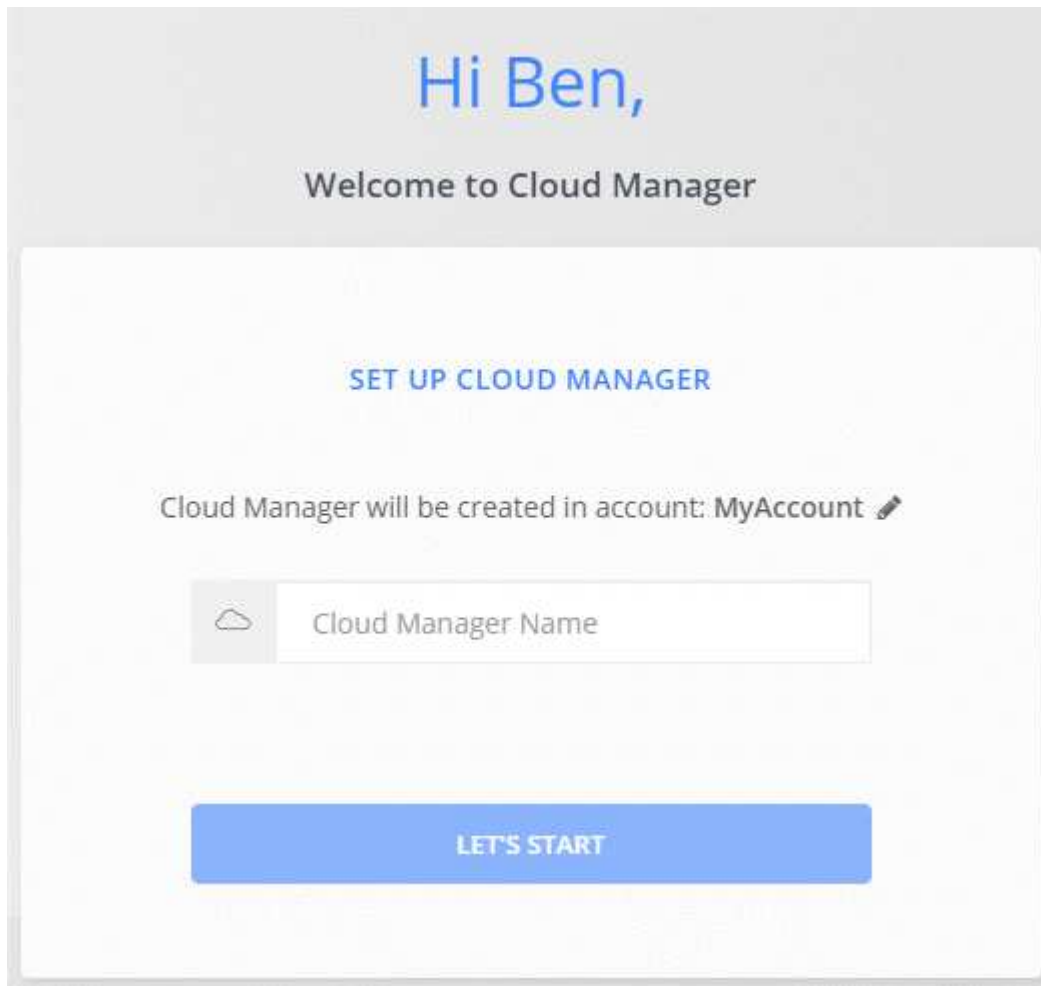 Hi Ben,
Welcome to Cloud Manager
SET UP CLOUD MANAGER
Cloud Manager will be created in account: MyAccount
Cloud Manager Name
LET'S START